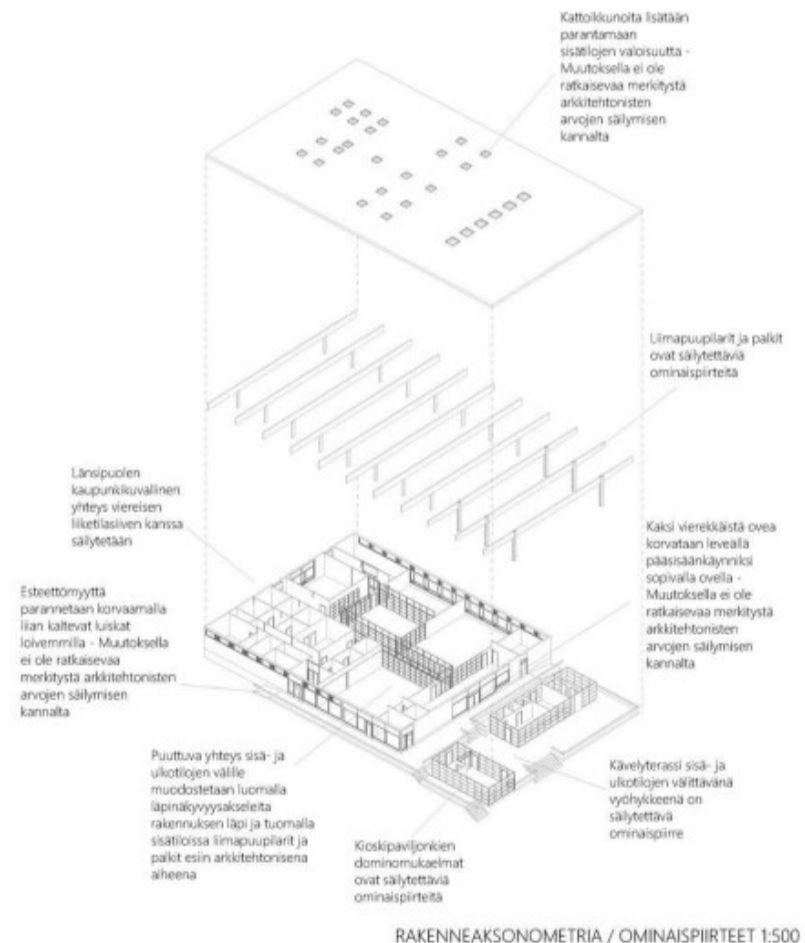 Kattoikkunoita lisätään
parantamaan
sisätilojen valoisuutta -
Muutoksella ei ole
ratkaisevaa merkitystä
arkkitehtonisten
arvojen säilymisen
kannalta
Liimapuupilarit ja palkit
ovat säilytettäviä
ominaispiirteitä
Länsipuolen
kaupunkikuvallinen
yhteys viereisen
liiketilasiiven kanssa
säilytetään
Kaksi vierekkäistä ovea
korvataan leveällä
pääsisäänkäynniksi
sopivalla ovella -
Muutoksella ei ole
ratkaisevaa merkitystä
arkkitehtonisten
arvojen säilymisen
kannalta
Esteettömyyttä
parannetaan korvaamalla
liian kaltevat luiskat
loivemmilla - Muutoksella
ei ole ratkaisevaa
merkitystä arkkitehtonisten
arvojen säilymisen
kannalta
Puuttuva yhteys sisä- ja
ulkotilojen välille
muodostetaan luomalla
läpinäkyvyysakseleita
rakennuksen läpi ja tuomalla
sisätiloissa liimapuupilarit ja
palkit esiin arkkitehtonisena
aiheena
Kioskipaviljonkien
dominomukaelmat
ovat säilytettäviä
ominaispiirteitä
Kävelyterassi sisä- ja
ulkotilojen välittävänä
vyöhykkeenä on
säilytettävä
ominaispiirre
RAKENNEAKSONOMETRIA / OMINAISPIIRTEET 1:500